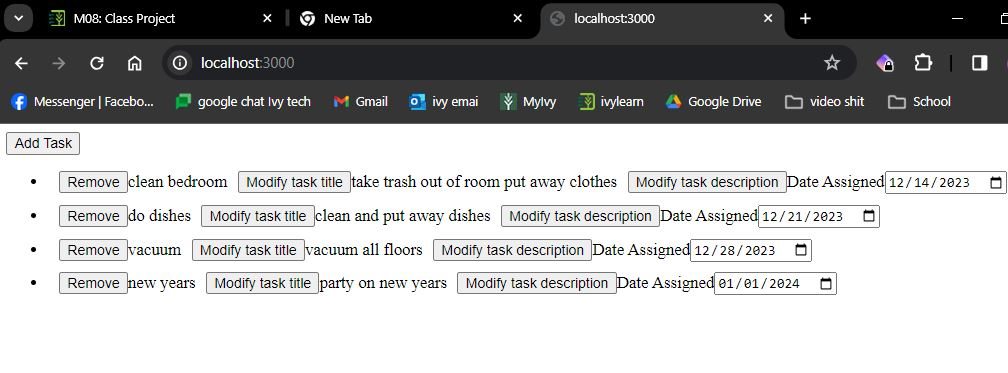 M08: Class Project New Tab localhost:3000
localhost:3000
Messenger | Facebo... google chat Ivy tech Gmail ivy emai MyIvy ivylearn Google Drive video shit School
Add Task
• Remove clean bedroom Modify task title take trash out of room put away clothes Modify task description Date Assigned 12/14/2023
• Remove do dishes Modify task title clean and put away dishes Modify task description Date Assigned 12/21/2023
• Remove vacuum Modify task title vacuum all floors Modify task description Date Assigned 12/28/2023
• Remove new years Modify task title party on new years Modify task description Date Assigned 01/01/2024